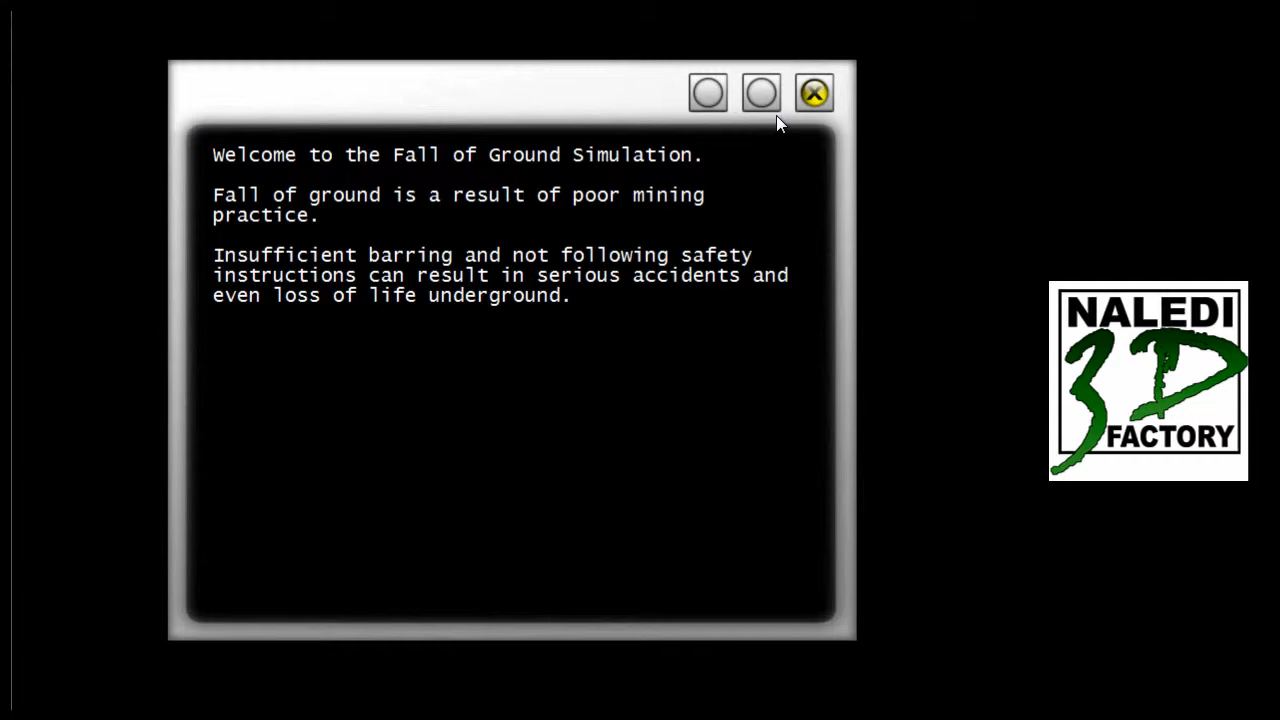 Welcome to the Fall of Ground Simulation.
Fall of ground is a result of poor mining
practice.
Insufficient barring and not following safety
instructions can result in serious accidents and
even loss of life underground.
NALEDI
3D
FACTORY